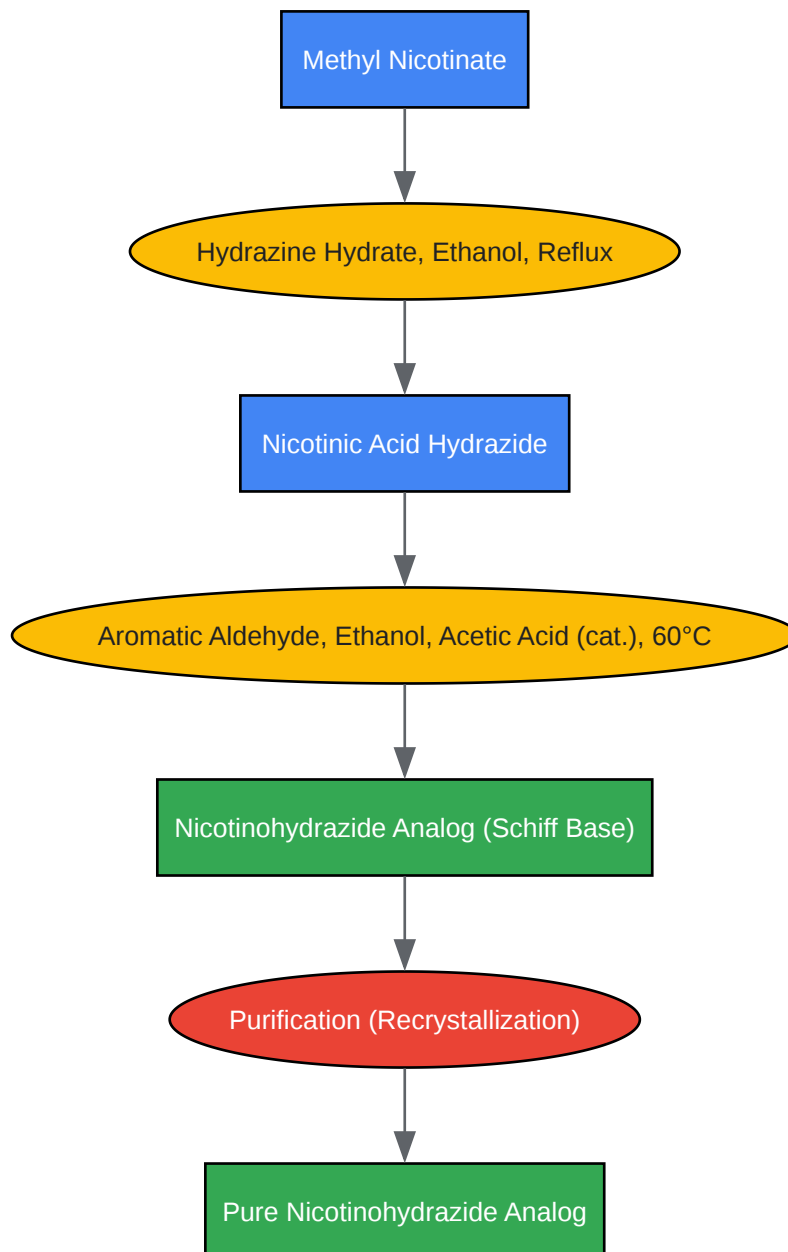 Methyl Nicotinate
Hydrazine Hydrate, Ethanol, Reflux
Nicotinic Acid Hydrazide
Aromatic Aldehyde, Ethanol, Acetic Acid (cat.), 60°C
Nicotinohydrazide Analog (Schiff Base)
Purification (Recrystallization)
Pure Nicotinohydrazide Analog